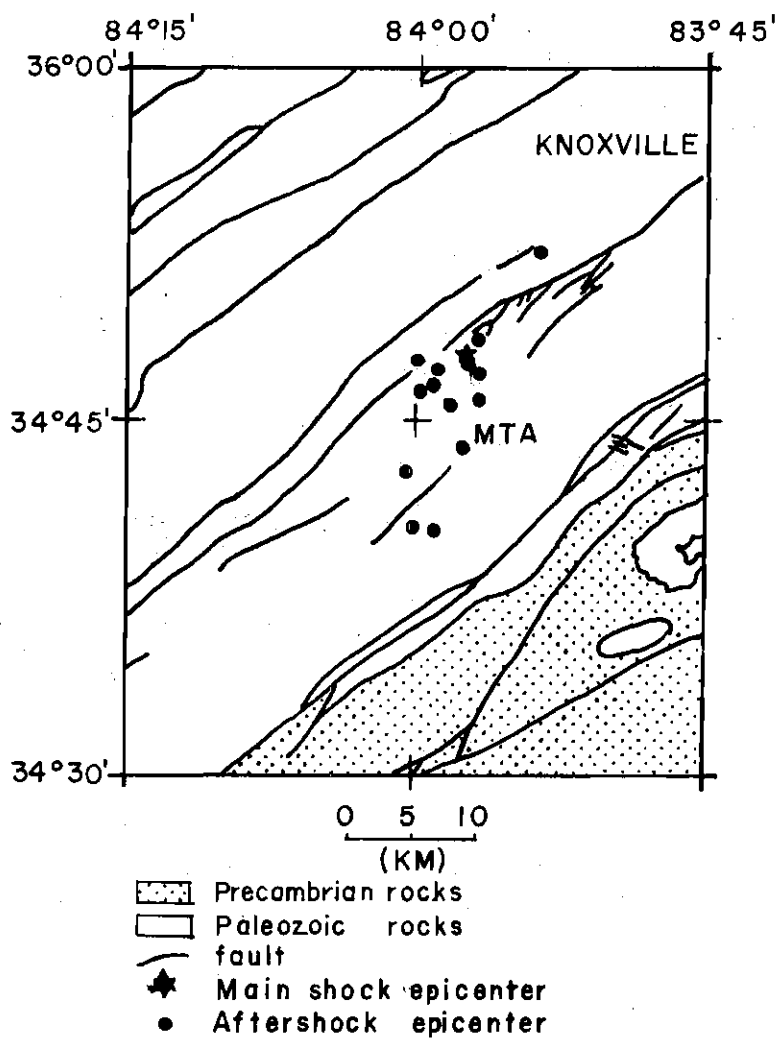 84°15' 84°00' 83°45'
36°00'
KNOXVILLE
34°45'
MTA
34°30'
0 5 10
(KM)
Precambrian rocks
Paleozoic rocks
fault
Main shock epicenter
Aftershock epicenter